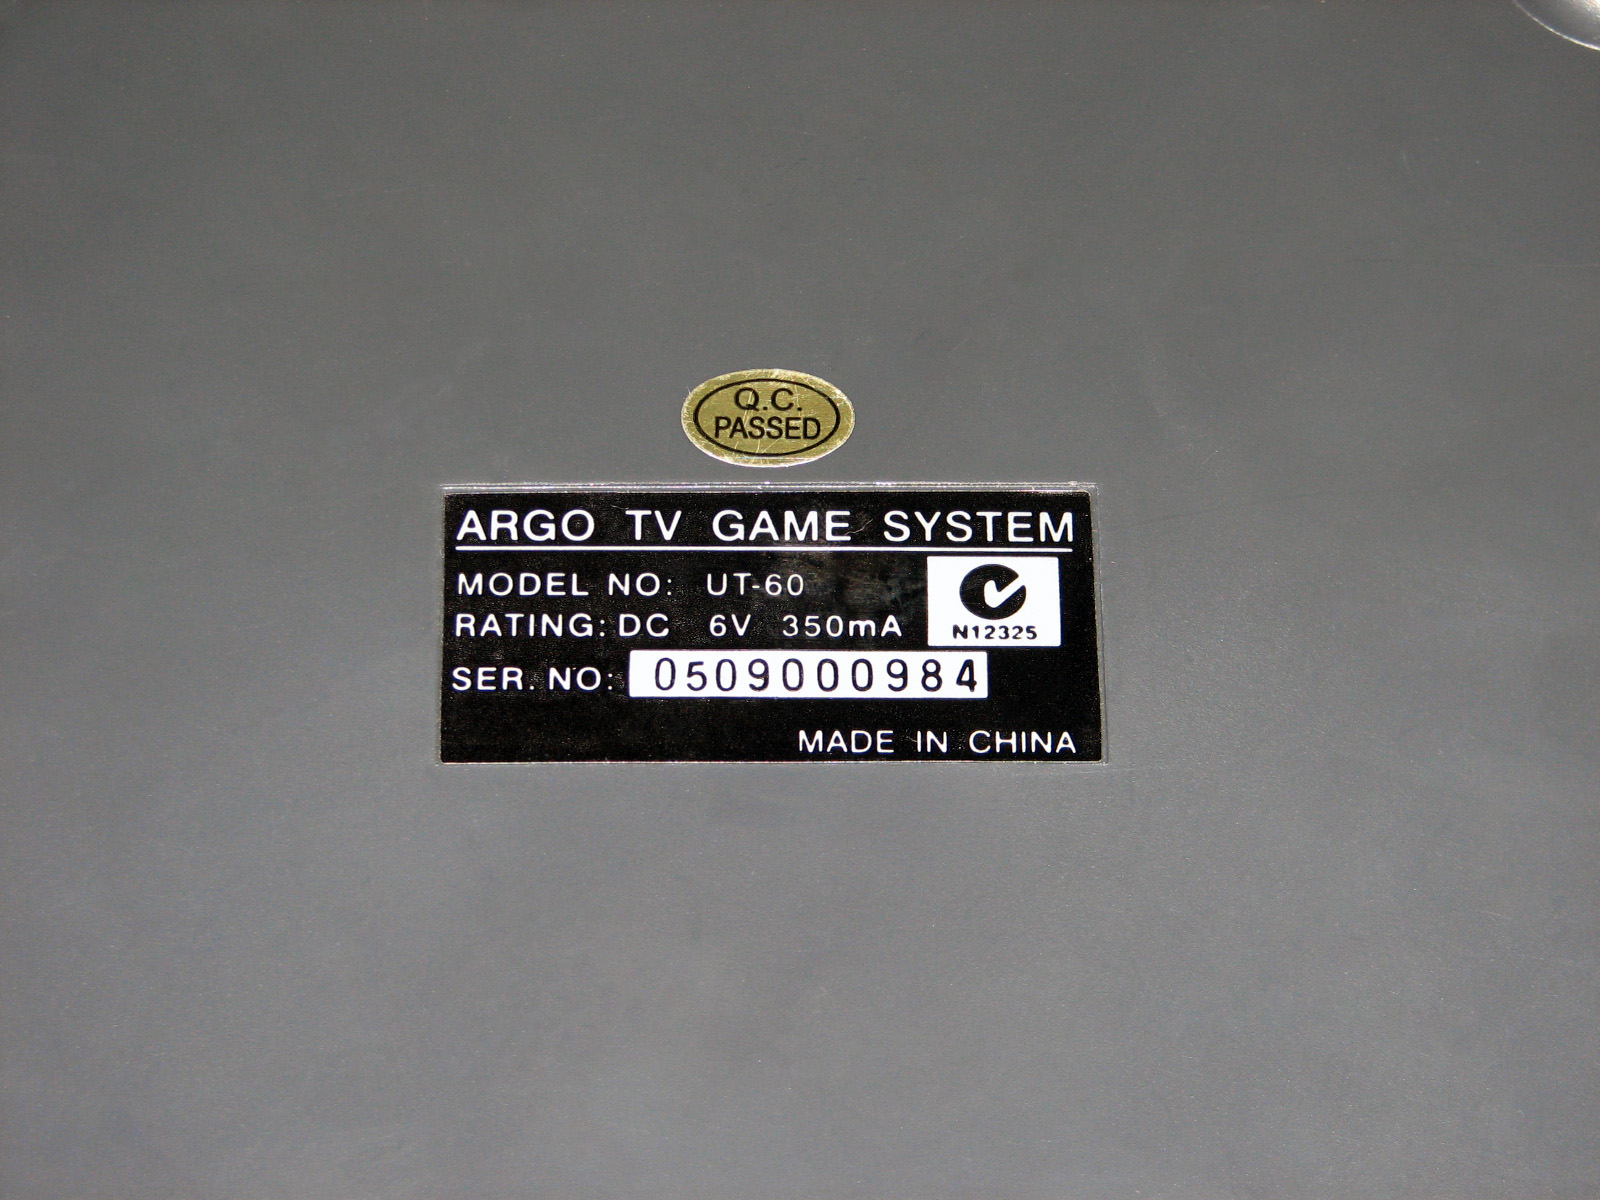 Q.C.
PASSED
ARGO TV GAME SYSTEM
MODEL NO: UT-60
RATING: DC 6V 350mA
N12325
SER. NO: 0509000984
MADE IN CHINA